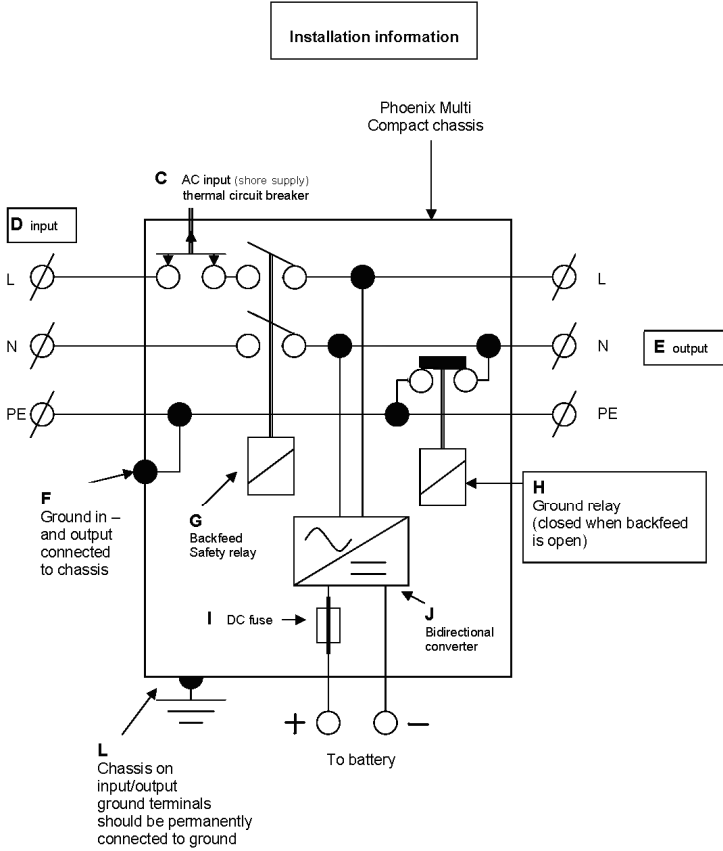 Installation information
Phoenix Multi
Compact chassis
C AC input (shore supply)
thermal circuit breaker
D input
L
L
N
N
E output
PE
PE
F
Ground in –
and output
connected
to chassis
G
Backfeed
Safety relay
H
Ground relay
(closed when backfeed
is open)
I DC fuse
J
Bidirectional
converter
+
–
To battery
L
Chassis on
input/output
ground terminals
should be permanently
connected to ground